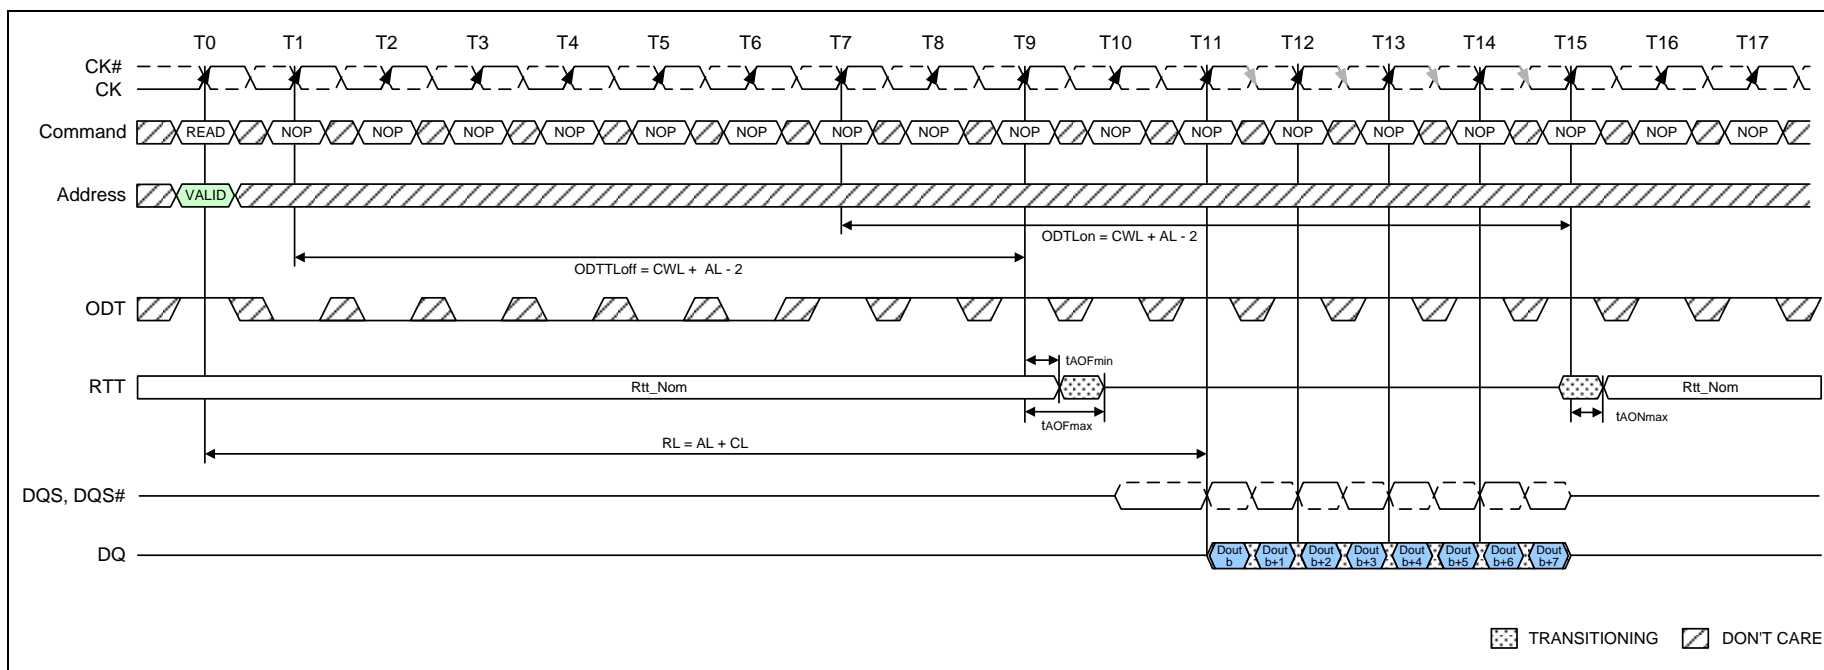 T0 T1 T2 T3 T4 T5 T6 T7 T8 T9 T10 T11 T12 T13 T14 T15 T16 T17
CK#
CK
Command READ NOP NOP NOP NOP NOP NOP NOP NOP NOP NOP NOP NOP NOP NOP NOP NOP NOP
Address VALID
ODTLon = CWL + AL - 2
ODTTLoff = CWL + AL - 2
ODT
tAOFmin
RTT Rtt_Nom Rtt_Nom
tAOFmax tAONmax
RL = AL + CL
DQS, DQS#
DQ Dout b Dout b+1 Dout b+2 Dout b+3 Dout b+4 Dout b+5 Dout b+6 Dout b+7
TRANSITIONING DON'T CARE